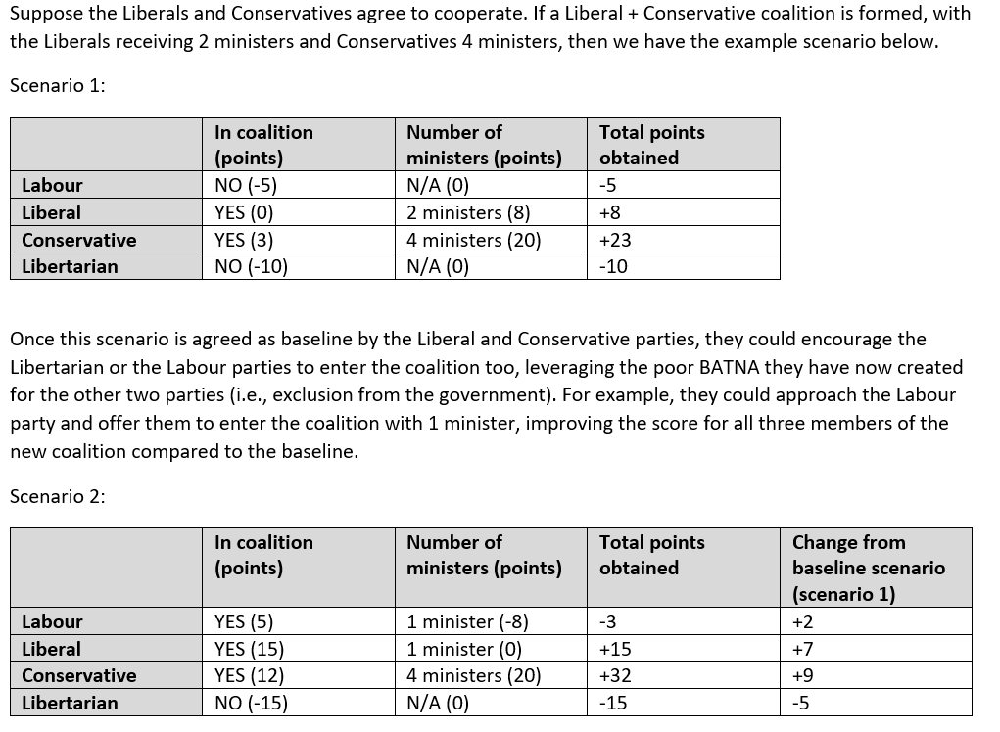 Suppose the Liberals and Conservatives agree to cooperate. If a Liberal + Conservative coalition is formed, with
the Liberals receiving 2 ministers and Conservatives 4 ministers, then we have the example scenario below.
Scenario 1:
In coalition (points) Number of ministers (points) Total points obtained
Labour NO (-5) N/A (0) -5
Liberal YES (0) 2 ministers (8) +8
Conservative YES (3) 4 ministers (20) +23
Libertarian NO (-10) N/A (0) -10
Once this scenario is agreed as baseline by the Liberal and Conservative parties, they could encourage the
Libertarian or the Labour parties to enter the coalition too, leveraging the poor BATNA they have now created
for the other two parties (i.e., exclusion from the government). For example, they could approach the Labour
party and offer them to enter the coalition with 1 minister, improving the score for all three members of the
new coalition compared to the baseline.
Scenario 2:
In coalition (points) Number of ministers (points) Total points obtained Change from baseline scenario (scenario 1)
Labour YES (5) 1 minister (-8) -3 +2
Liberal YES (15) 1 minister (0) +15 +7
Conservative YES (12) 4 ministers (20) +32 +9
Libertarian NO (-15) N/A (0) -15 -5